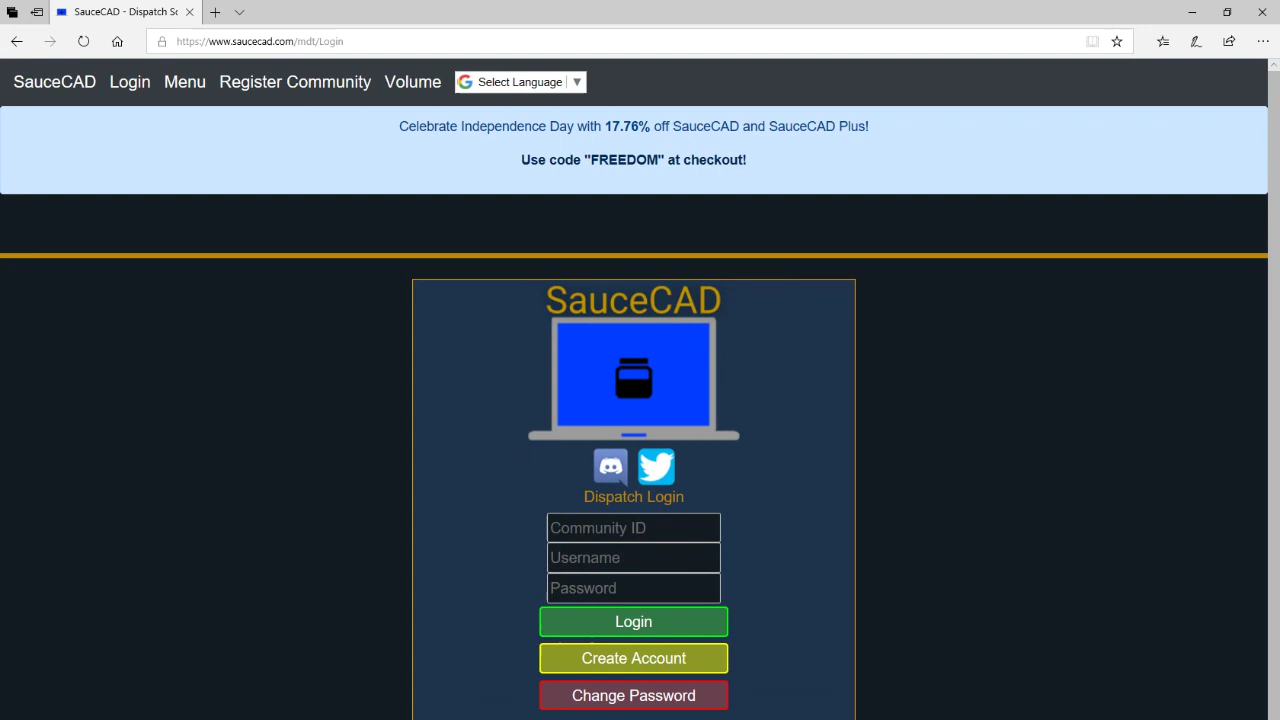 SauceCAD - Dispatch Sc
https://www.saucecad.com/mdt/Login
SauceCAD Login Menu Register Community Volume Select Language ▼
Celebrate Independence Day with 17.76% off SauceCAD and SauceCAD Plus!
Use code "FREEDOM" at checkout!
SauceCAD
Dispatch Login
Community ID
Username
Password
Login
Create Account
Change Password